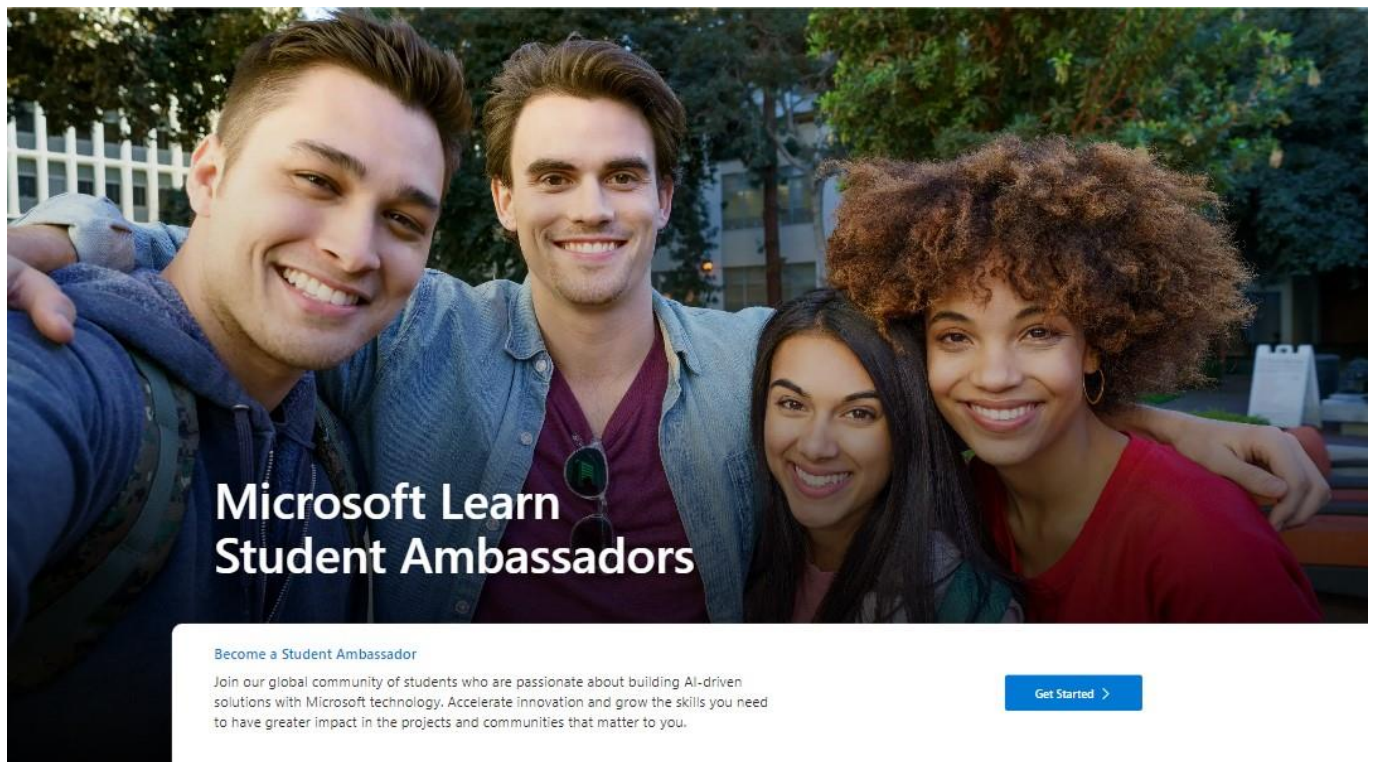 Microsoft Learn
Student Ambassadors
Become a Student Ambassador
Join our global community of students who are passionate about building AI-driven
solutions with Microsoft technology. Accelerate innovation and grow the skills you need
to have greater impact in the projects and communities that matter to you.
Get Started >